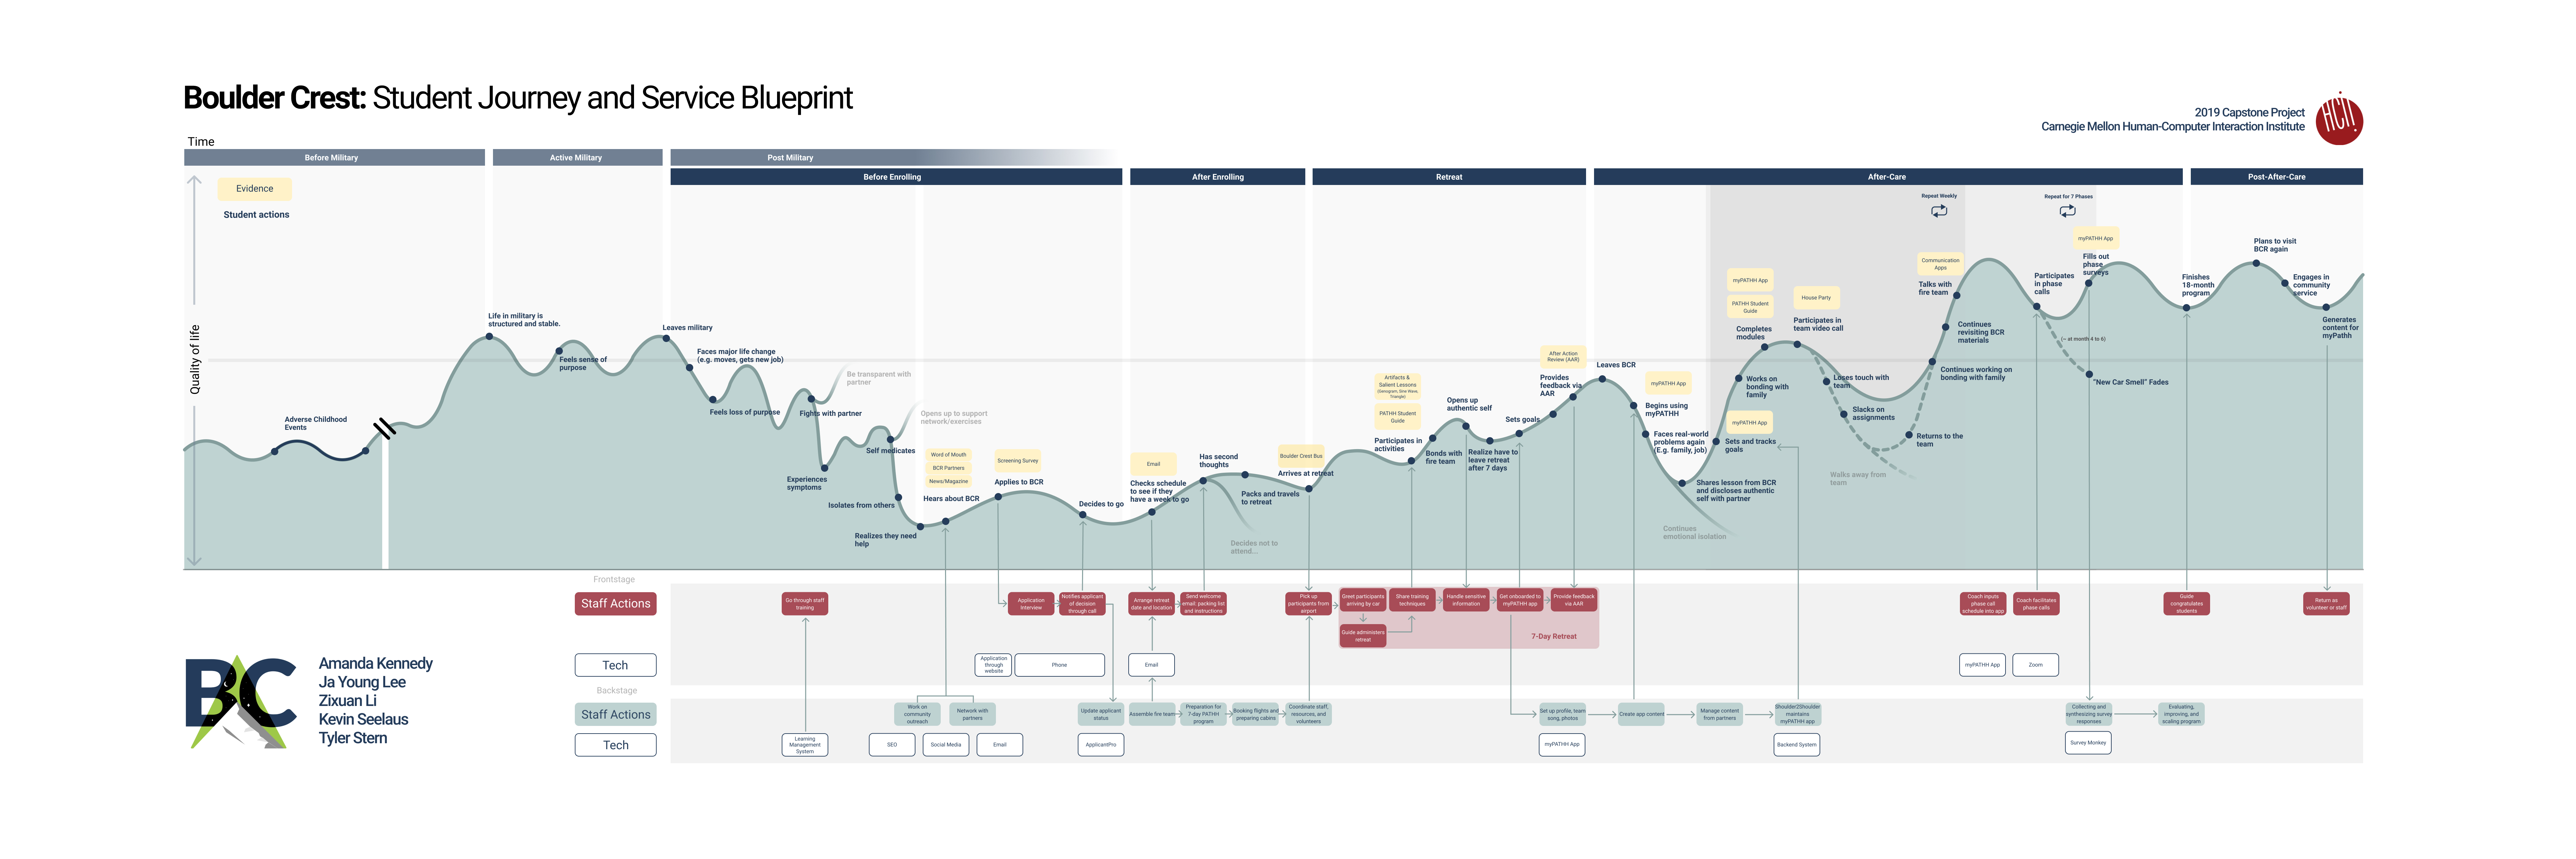 Boulder Crest: Student Journey and Service Blueprint
2019 Capstone Project
Carnegie Mellon Human-Computer Interaction Institute
HCII
Time
Before Military
Active Military
Post Military
Before Enrolling
After Enrolling
Retreat
After-Care
Post-After-Care
Evidence
Student actions
Quality of life
Adverse Childhood
Events
Life in military is
structured and stable.
Feels sense of
purpose
Leaves military
Faces major life change
(e.g. moves, gets new job)
Feels loss of purpose
Be transparent with
partner
Fights with partner
Opens up to support
network/exercises
Self medicates
Experiences
symptoms
Isolates from others
Realizes they need
help
Word of Mouth
BCR Partners
News/Magazine
Hears about BCR
Screening Survey
Applies to BCR
Decides to go
Email
Checks schedule
to see if they
have a week to go
Has second
thoughts
Decides not to
attend...
Packs and travels
to retreat
Boulder Crest Bus
Arrives at retreat
Artifacts &
Salient Lessons
(Genogram, Sine Wave,
Triangle)
PATHH Student
Guide
Participates in
activities
Bonds with
fire team
Opens up
authentic self
Realize have to
leave retreat
after 7 days
Sets goals
After Action
Review (AAR)
Provides
feedback via
AAR
Leaves BCR
myPATHH App
Begins using
myPATHH
Faces real-world
problems again
(E.g. family, job)
Shares lesson from BCR
and discloses authentic
self with partner
Continues
emotional isolation
myPATHH App
Sets and tracks
goals
Works on
bonding with
family
myPATHH App
PATHH Student
Guide
Completes
modules
House Party
Participates in
team video call
Loses touch with
team
Slacks on
assignments
Walks away from
team
Returns to the
team
Continues working on
bonding with family
Continues
revisiting BCR
materials
Repeat Weekly
Communication
Apps
Talks with
fire team
Repeat for 7 Phases
Participates
in phase
calls
myPATHH App
Fills out
phase
surveys
(~ at month 4 to 6)
"New Car Smell" Fades
Finishes
18-month
program
Plans to visit
BCR again
Engages in
community
service
Generates
content for
myPathh
Frontstage
Staff Actions
Go through staff
training
Application
Interview
Notifies applicant
of decision
through call
Arrange retreat
date and location
Send welcome
email: packing list
and instructions
Pick up
participants from
airport
Greet participants
arriving by car
Share training
techniques
Handle sensitive
information
Get onboarded to
myPATHH app
Provide feedback
via AAR
Guide administers
retreat
7-Day Retreat
Coach inputs
phase call
schedule into app
Coach facilitates
phase calls
Guide
congratulates
students
Return as
volunteer or staff
Tech
Application
through
website
Phone
Email
myPATHH App
Zoom
Backstage
Staff Actions
Work on
community
outreach
Network with
partners
Update applicant
status
Assemble fire team
Preparation for
7-day PATHH
program
Booking flights and
preparing cabins
Coordinate staff,
resources, and
volunteers
Set up profile, team
song, photos
Create app content
Manage content
from partners
Shoulder2Shoulder
maintains
myPATHH app
Collecting and
synthesizing survey
responses
Evaluating,
improving, and
scaling program
Tech
Learning
Management
System
SEO
Social Media
Email
ApplicantPro
myPATHH App
Backend System
Survey Monkey
BC
Amanda Kennedy
Ja Young Lee
Zixuan Li
Kevin Seelaus
Tyler Stern